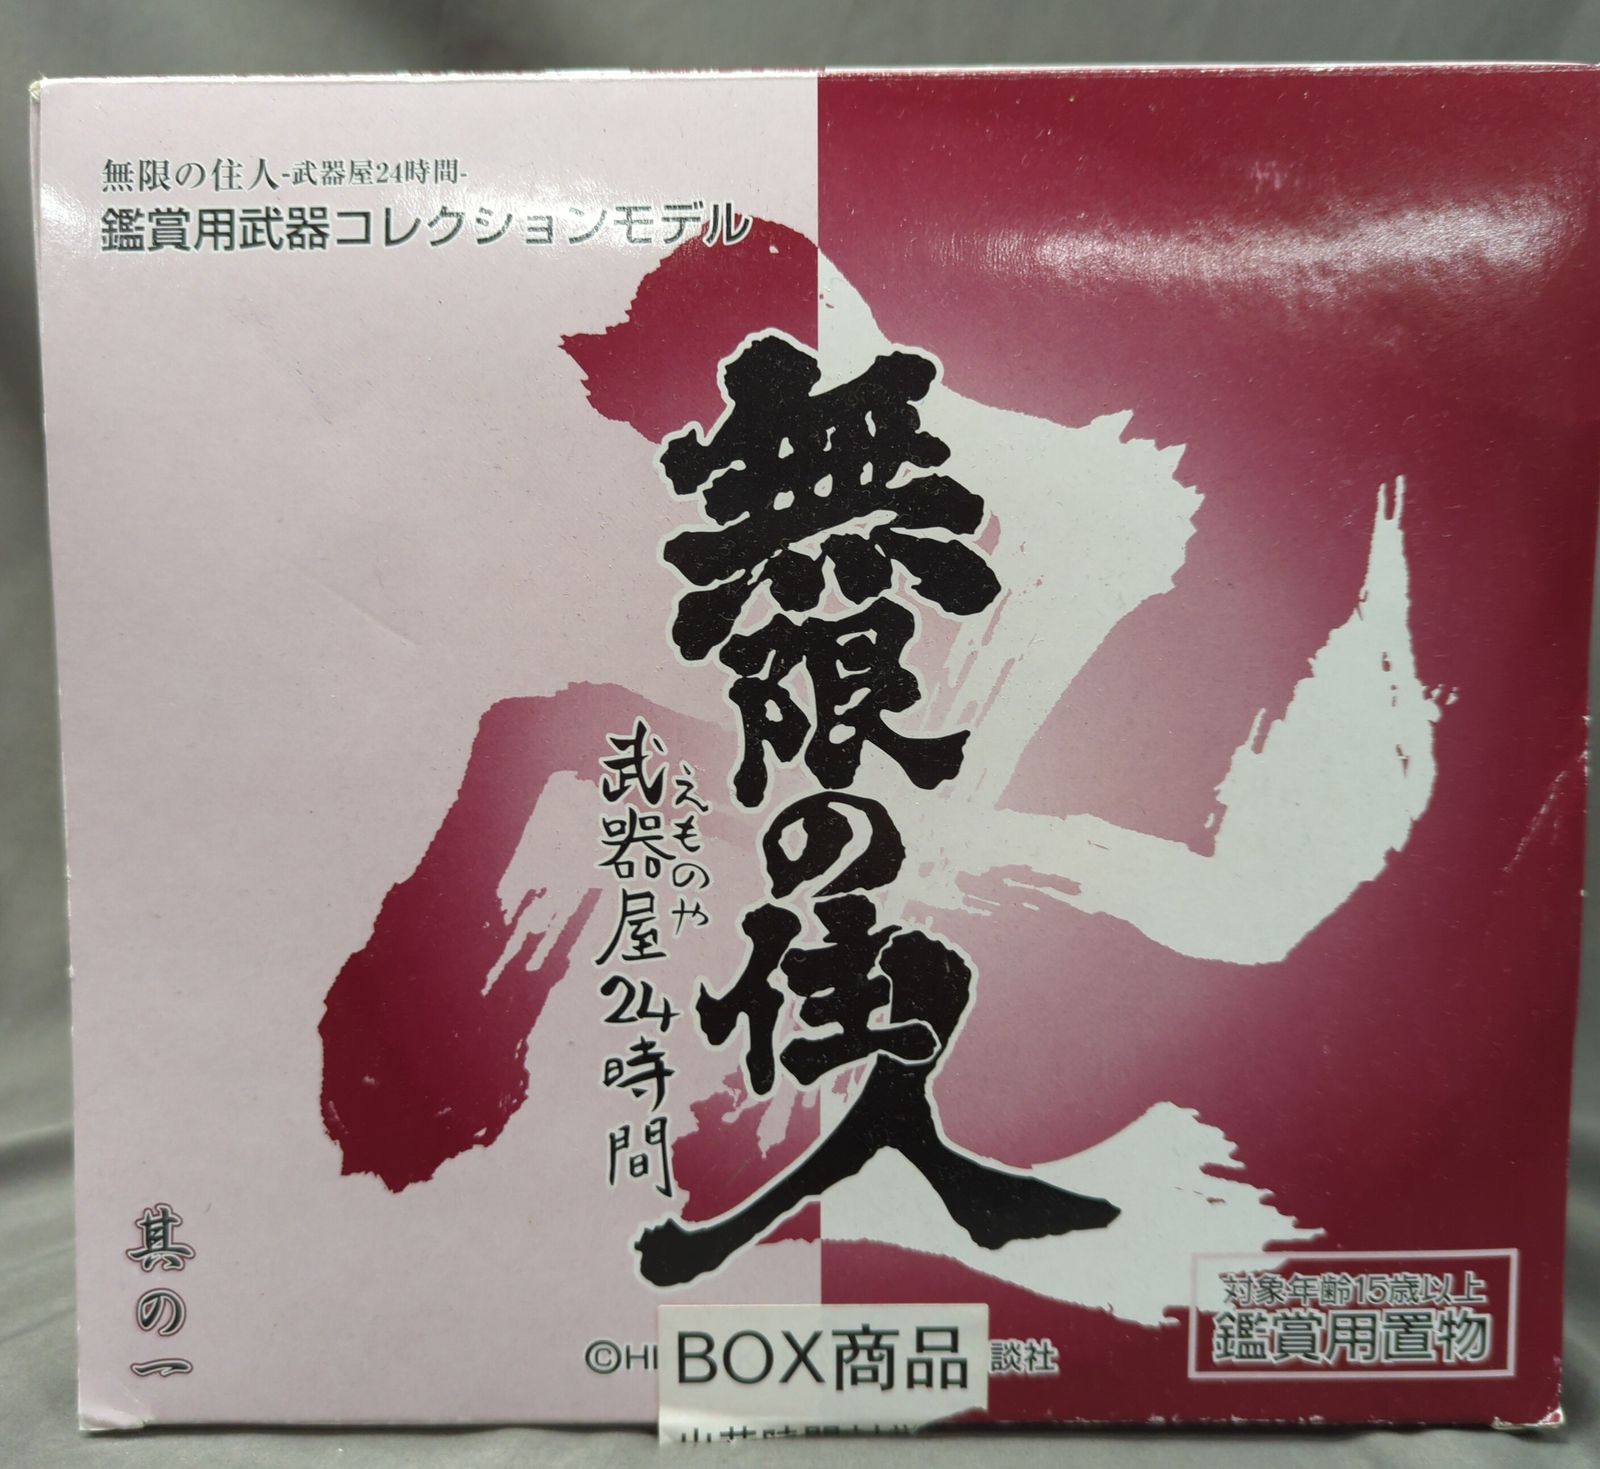 無限の住人-武器屋24時間-
鑑賞用武器コレクションモデル
無限の住人
えものや
武器屋24時間
其の一
対象年齢15歳以上
鑑賞用置物
©HI
談社
BOX商品